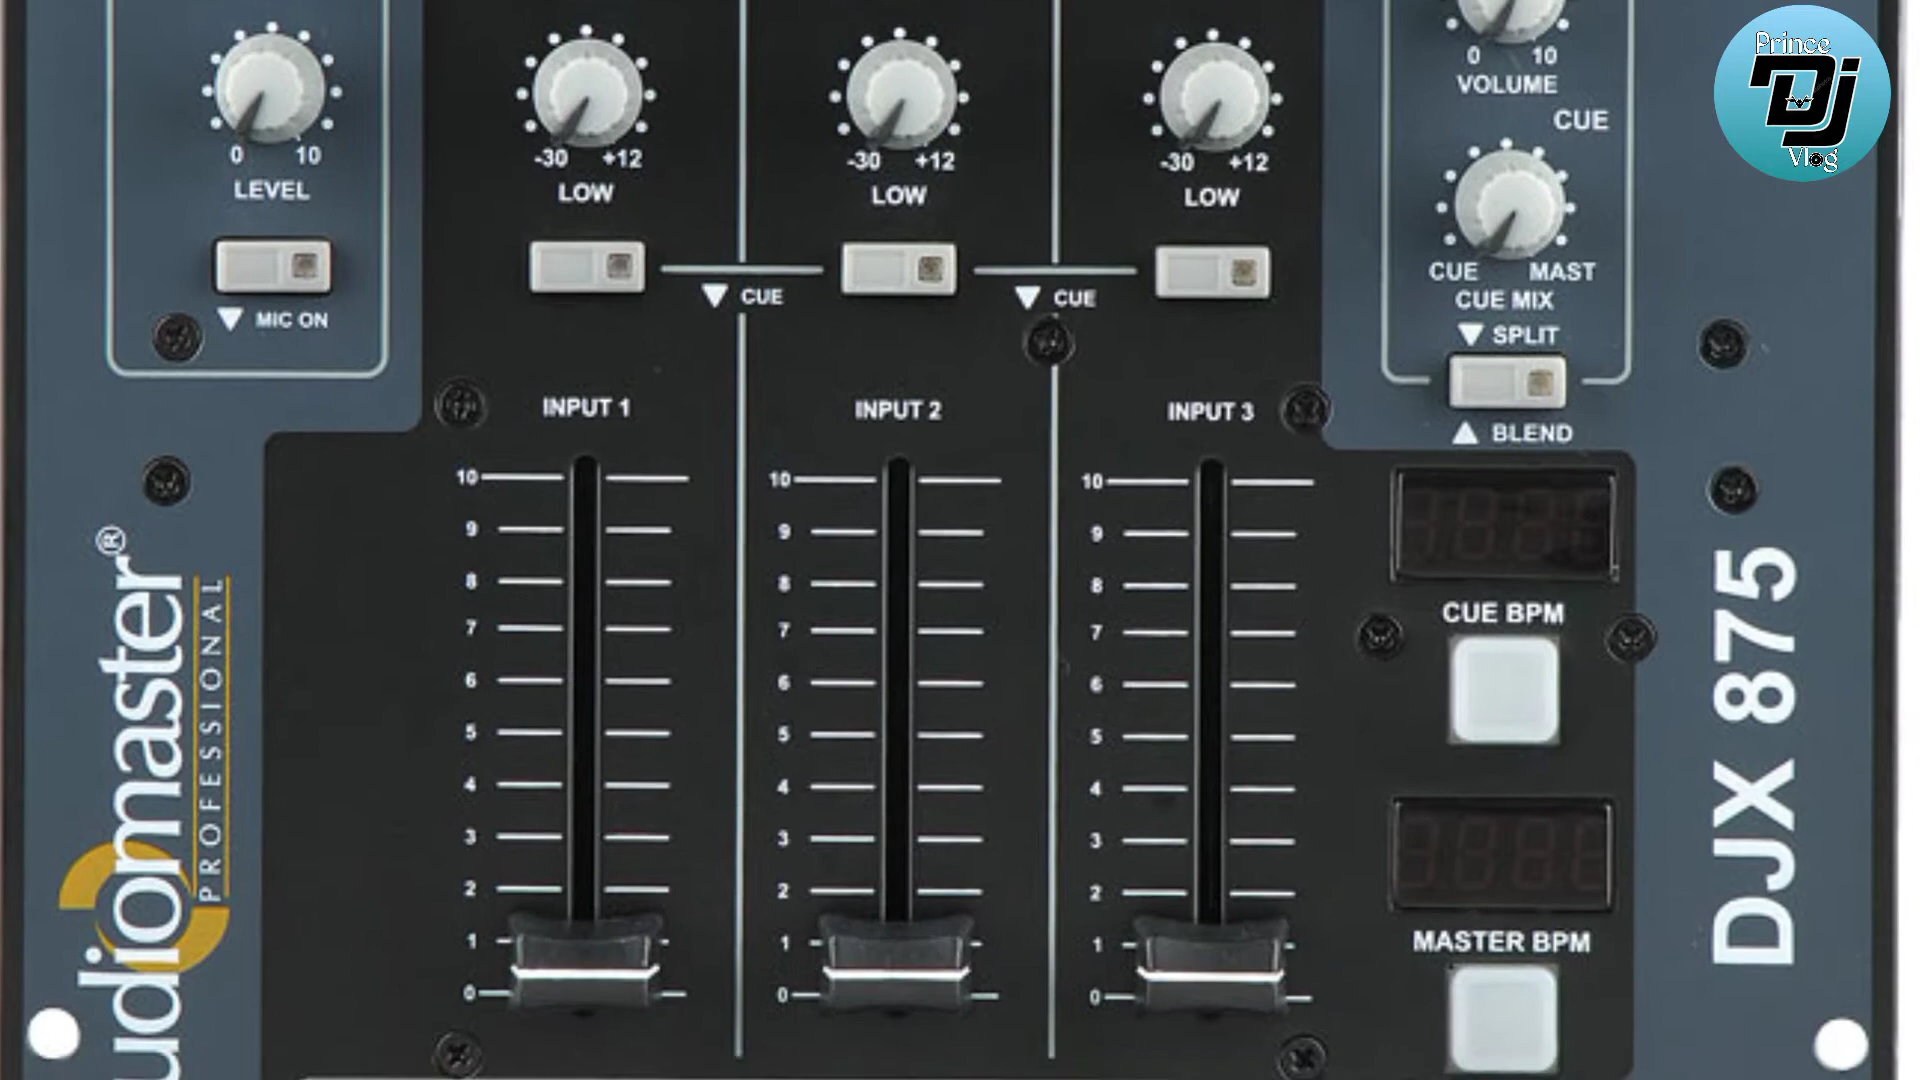 0 10
LEVEL
MIC ON
-30 +12
LOW
-30 +12
LOW
-30 +12
LOW
CUE
CUE
0 10
VOLUME
CUE
CUE MAST
CUE MIX
SPLIT
BLEND
Prince
DJ
Vlog
INPUT 1
10
9
8
7
6
5
4
3
2
1
0
INPUT 2
10
9
8
7
6
5
4
3
2
1
0
INPUT 3
10
9
8
7
6
5
4
3
2
1
0
CUE BPM
MASTER BPM
udiomaster®
PROFESSIONAL
DJX 875